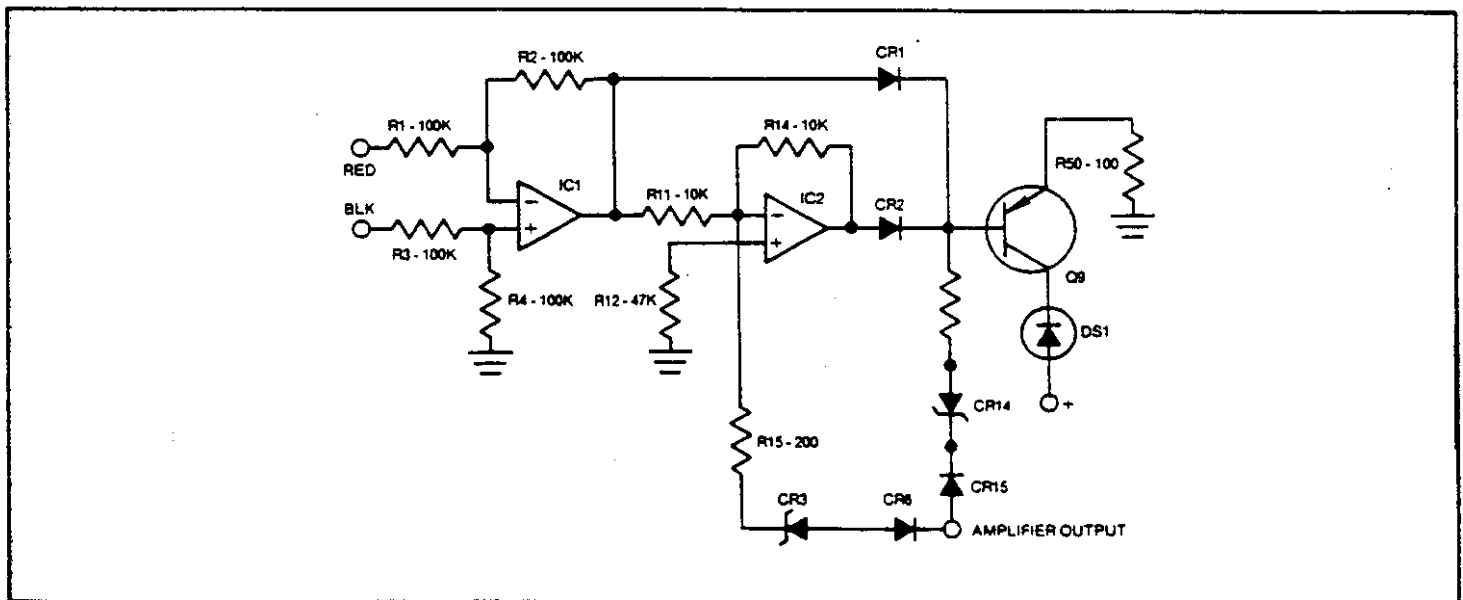 R2 - 100K
CR1
R1 - 100K
R14 - 10K
RED
R50 - 100
IC1
R11 - 10K
IC2
BLK
CR2
-
-
+
+
R3 - 100K
Q9
R4 - 100K
R12 - 47K
DS1
CR14
+
R15 - 200
CR3
CR6
CR15
AMPLIFIER OUTPUT